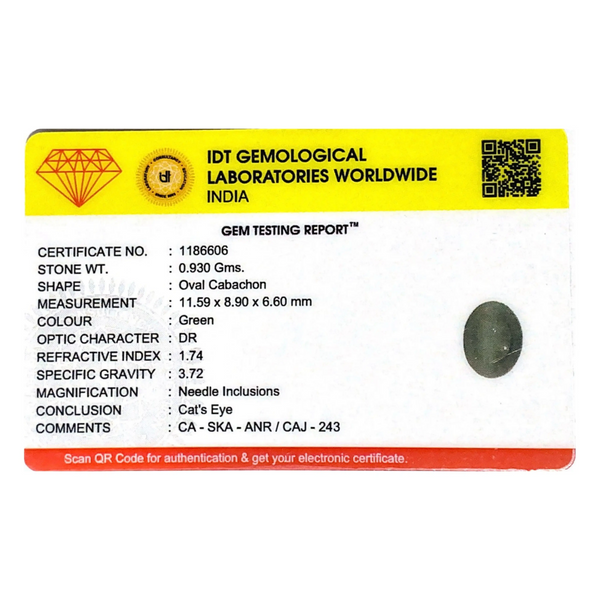 IDT GEMOLOGICAL
LABORATORIES WORLDWIDE
INDIA
GEM TESTING REPORT™
CERTIFICATE NO. : 1186606
STONE WT. : 0.930 Gms.
SHAPE : Oval Cabachon
MEASUREMENT : 11.59 x 8.90 x 6.60 mm
COLOUR : Green
OPTIC CHARACTER : DR
REFRACTIVE INDEX : 1.74
SPECIFIC GRAVITY : 3.72
MAGNIFICATION : Needle Inclusions
CONCLUSION : Cat's Eye
COMMENTS : CA - SKA - ANR / CAJ - 243
Scan QR Code for authentication & get your electronic certificate.